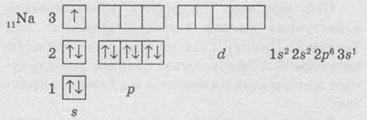 ₁₁Na 3 ↑
2 ↑↓ ↑↓ ↑↓ ↑↓ d 1s² 2s² 2p⁶ 3s¹
1 ↑↓ p
s